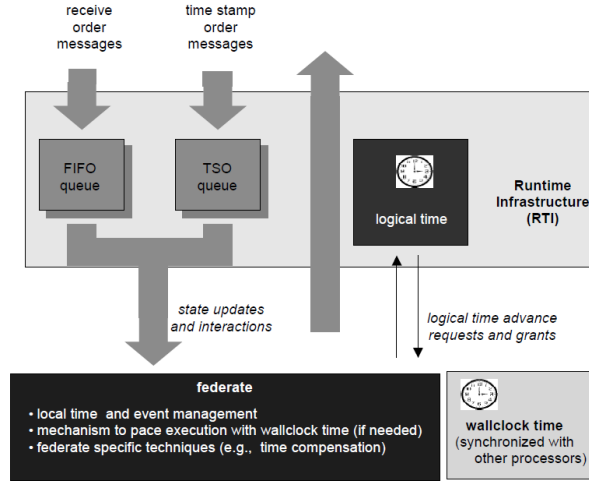 receive
order
messages
time stamp
order
messages
FIFO
queue
TSO
queue
logical time
Runtime
Infrastructure
(RTI)
state updates
and interactions
logical time advance
requests and grants
federate
• local time and event management
• mechanism to pace execution with wallclock time (if needed)
• federate specific techniques (e.g., time compensation)
wallclock time
(synchronized with
other processors)